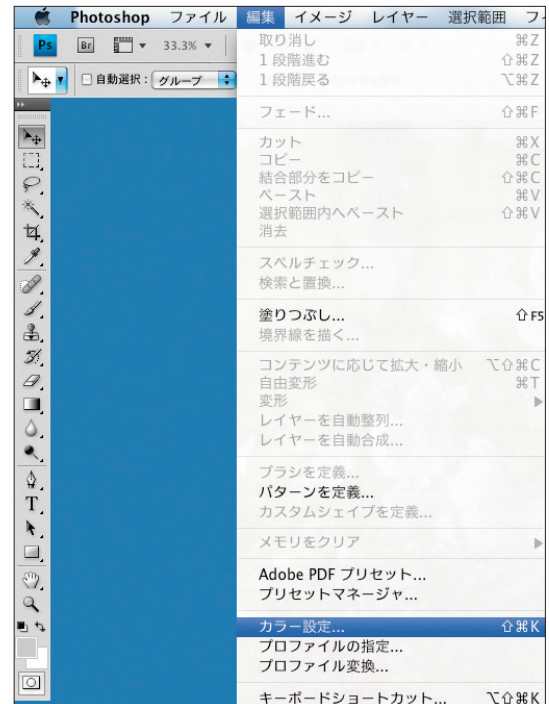 Photoshop ファイル 編集 イメージ レイヤー 選択範囲 フ
Ps Br 33.3%
自動選択： グループ
取り消し ⌘Z
1 段階進む ⇧⌘Z
1 段階戻る ⌥⌘Z
フェード... ⇧⌘F
カット ⌘X
コピー ⌘C
結合部分をコピー ⇧⌘C
ペースト ⌘V
選択範囲内へペースト ⇧⌘V
消去
スペルチェック...
検索と置換...
塗りつぶし... ⇧F5
境界線を描く...
コンテンツに応じて拡大・縮小 ⌥⇧⌘C
自由変形 ⌘T
変形
レイヤーを自動整列...
レイヤーを自動合成...
ブラシを定義...
パターンを定義...
カスタムシェイプを定義...
メモリをクリア
Adobe PDF プリセット...
プリセットマネージャ...
カラー設定... ⇧⌘K
プロファイルの指定...
プロファイル変換...
キーボードショートカット... ⌥⇧⌘K